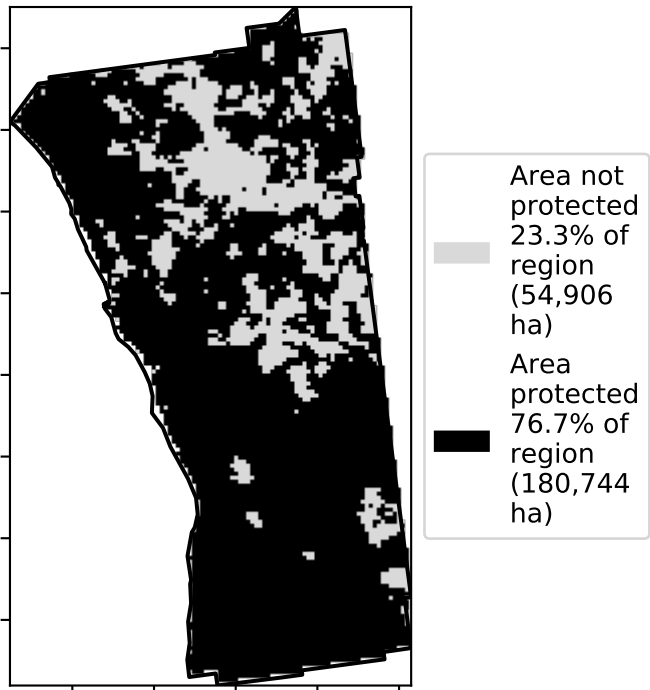 Area not
protected
23.3% of
region
(54,906
ha)
Area
protected
76.7% of
region
(180,744
ha)